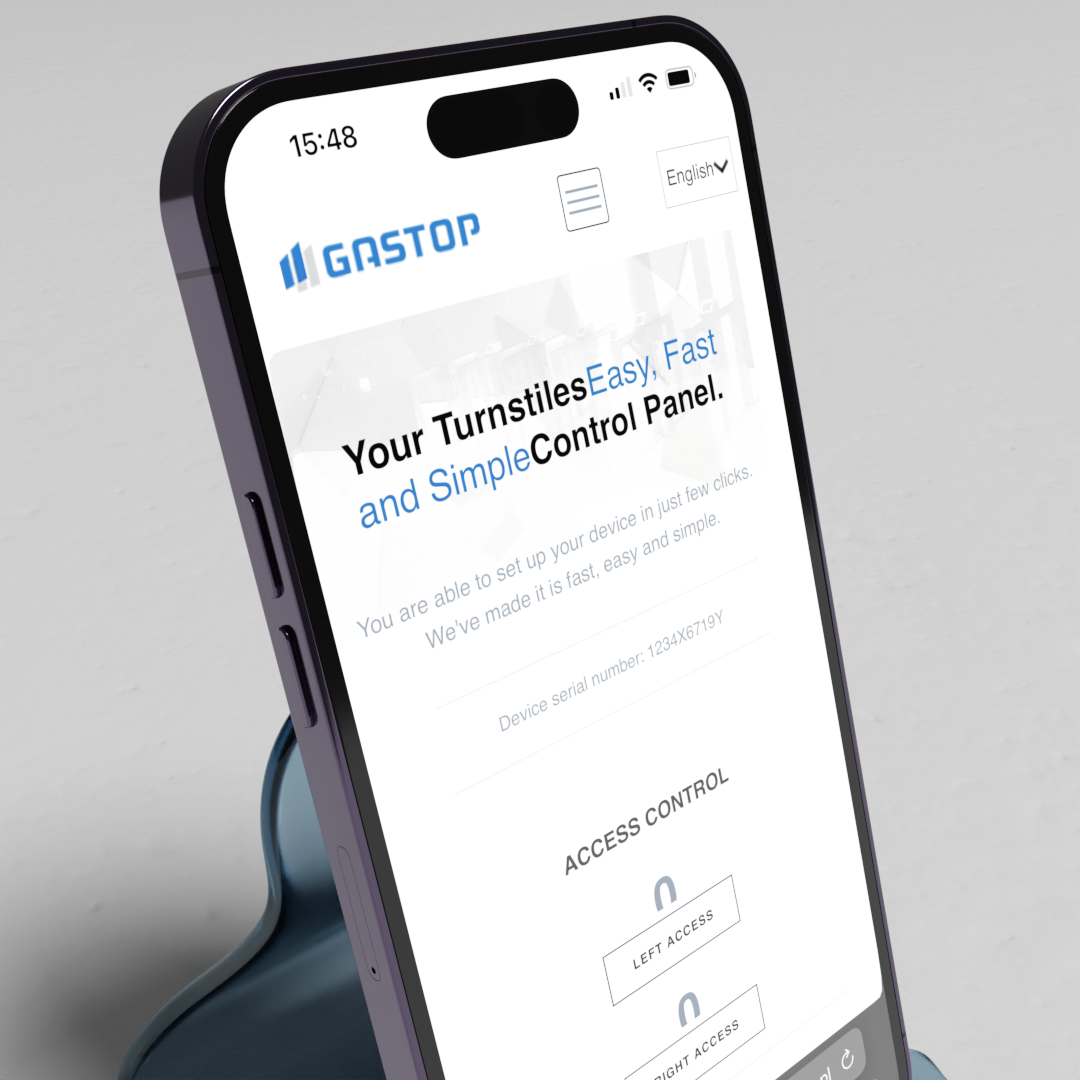 15:48
English
GASTOP
Your TurnstilesEasy, Fast
and SimpleControl Panel.
You are able to set up your device in just few clicks.
We've made it is fast, easy and simple.
Device serial number: 1234X6719Y
ACCESS CONTROL
LEFT ACCESS
RIGHT ACCESS